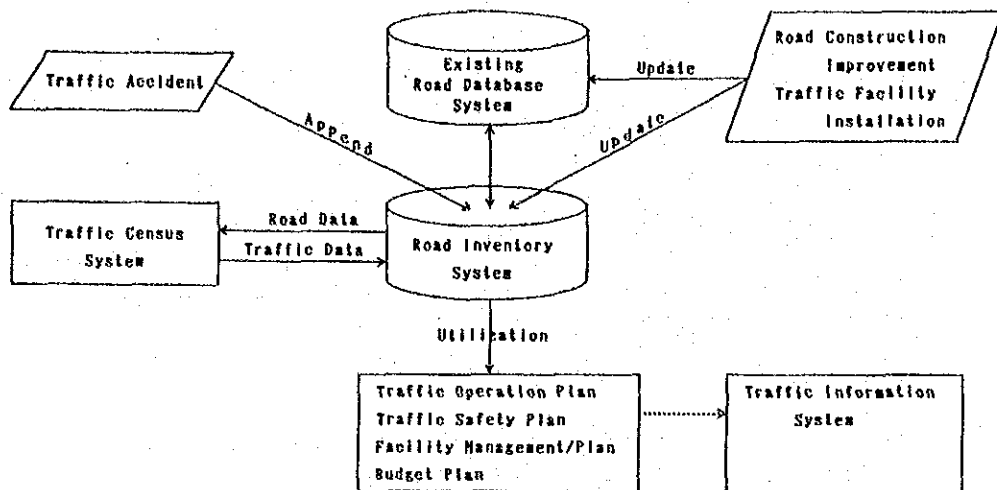 Traffic Accident
Existing
Road Database
System
Update
Road Construction
Improvement
Traffic Facility
Installation
Append
Update
Traffic Census
System
Road Data
Traffic Data
Road Inventory
System
Utilization
Traffic Operation Plan
Traffic Safety Plan
Facility Management/Plan
Budget Plan
Traffic Information
System